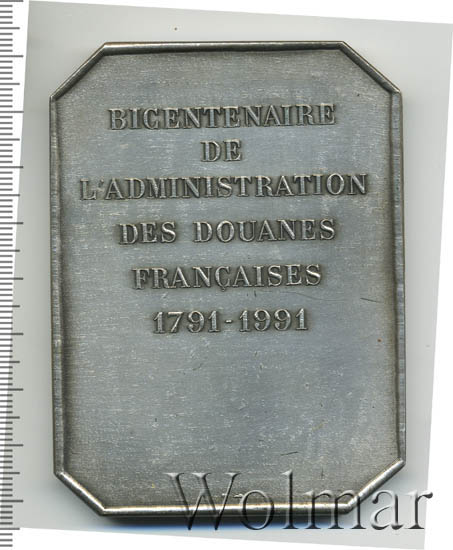 BICENTENAIRE
DE
L'ADMINISTRATION
DES DOUANES
FRANÇAISES
1791-1991
Wolmar